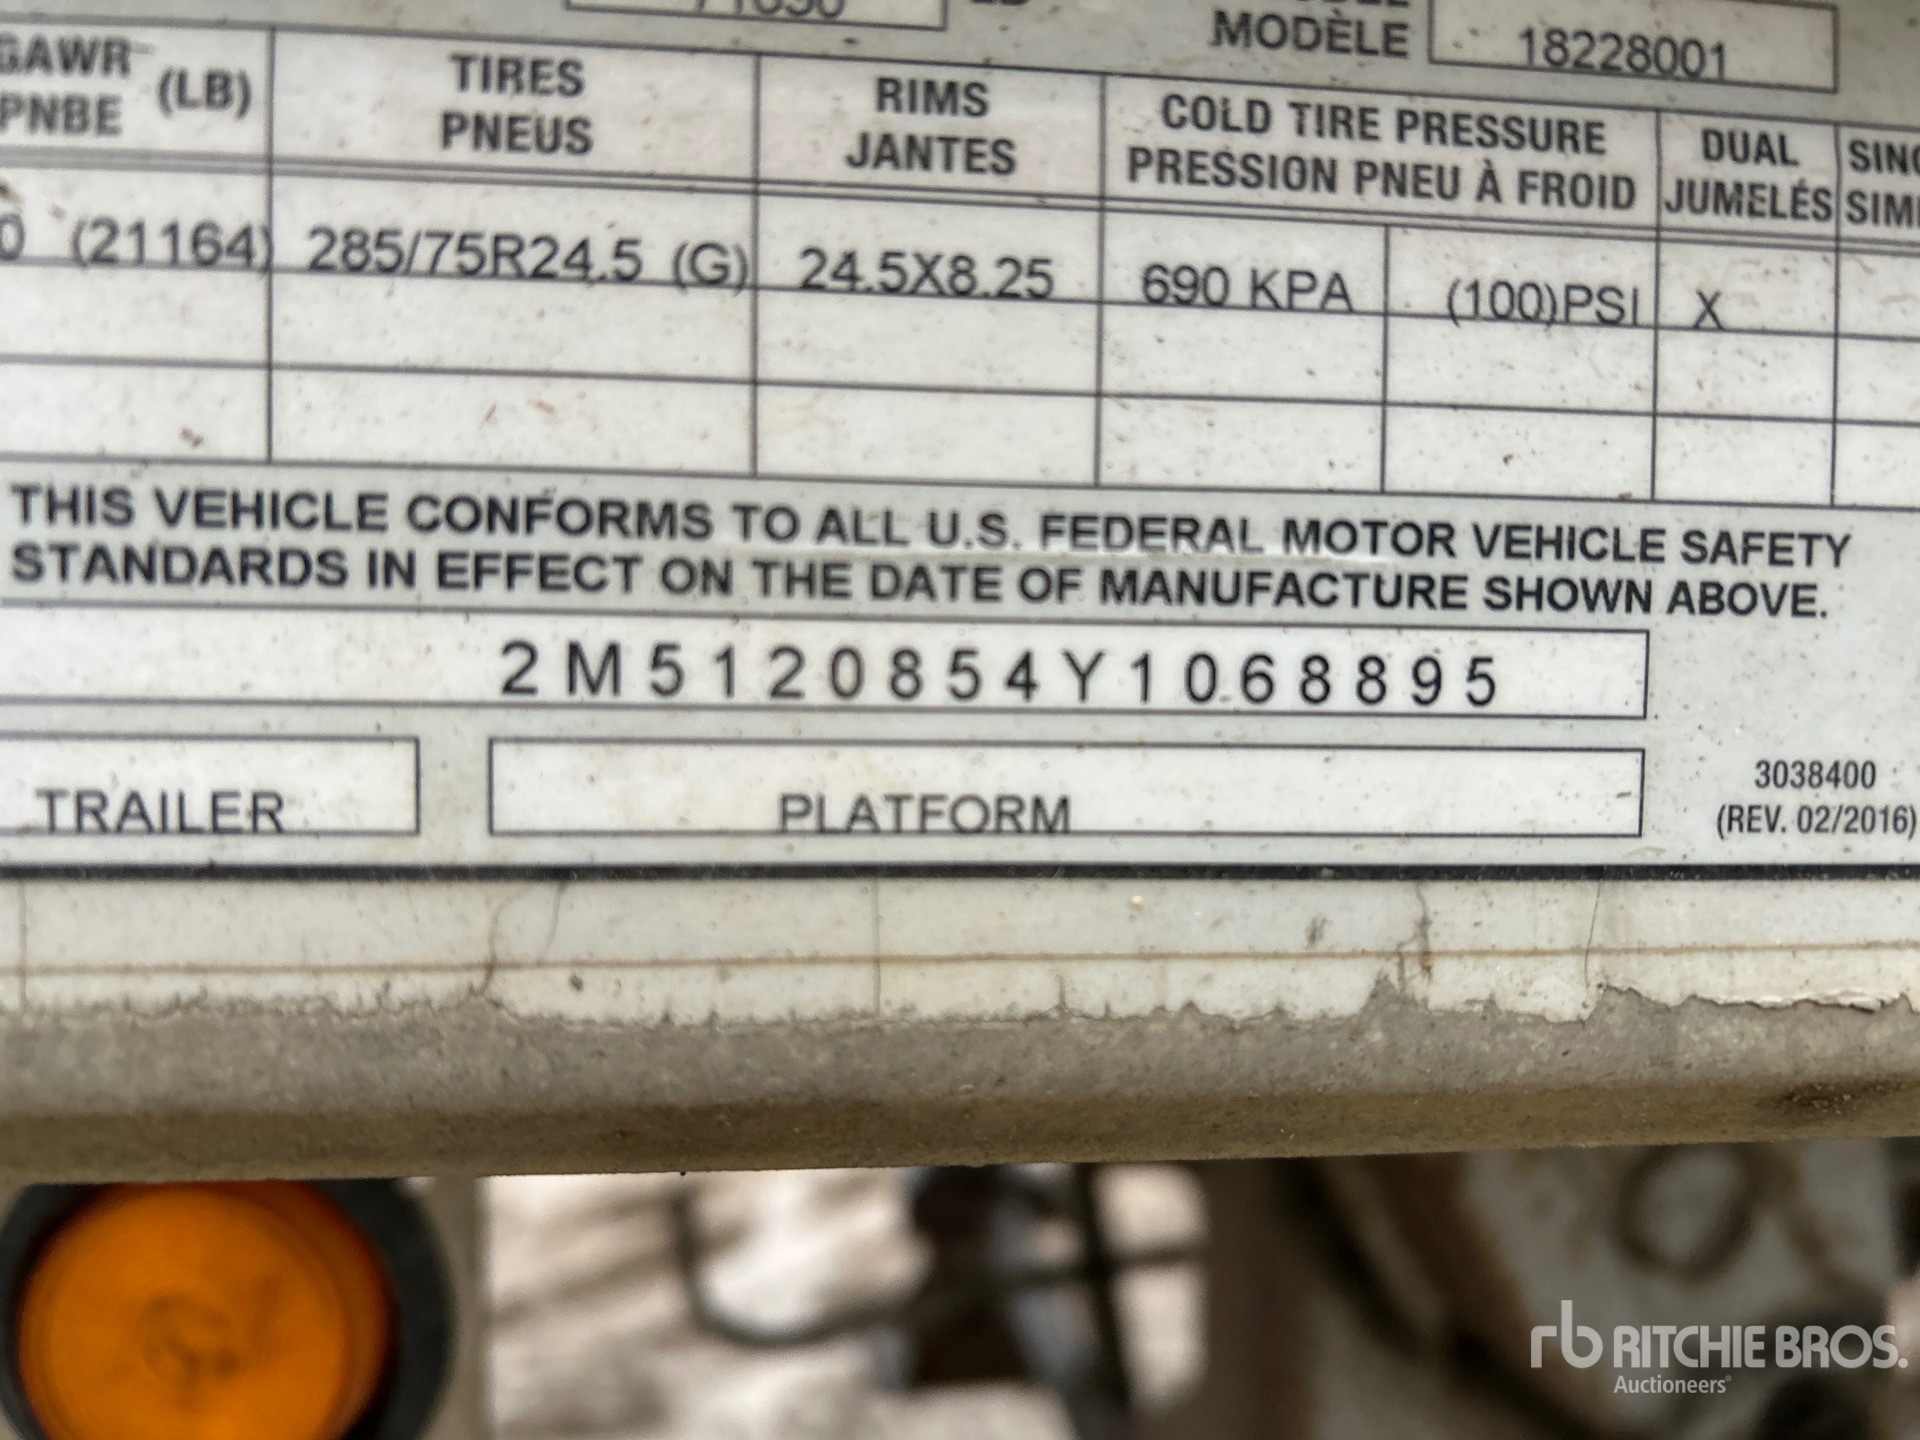 MODÈLE 18228001
GAWR
PNBE (LB)
TIRES
PNEUS
RIMS
JANTES
COLD TIRE PRESSURE
PRESSION PNEU À FROID
DUAL
JUMELÉS
0 (21164) 285/75R24.5 (G) 24.5X8.25 690 KPA (100)PSI X
THIS VEHICLE CONFORMS TO ALL U.S. FEDERAL MOTOR VEHICLE SAFETY
STANDARDS IN EFFECT ON THE DATE OF MANUFACTURE SHOWN ABOVE.
2M5120854Y1068895
TRAILER PLATFORM
3038400
(REV. 02/2016)
rb RITCHIE BROS.
Auctioneers